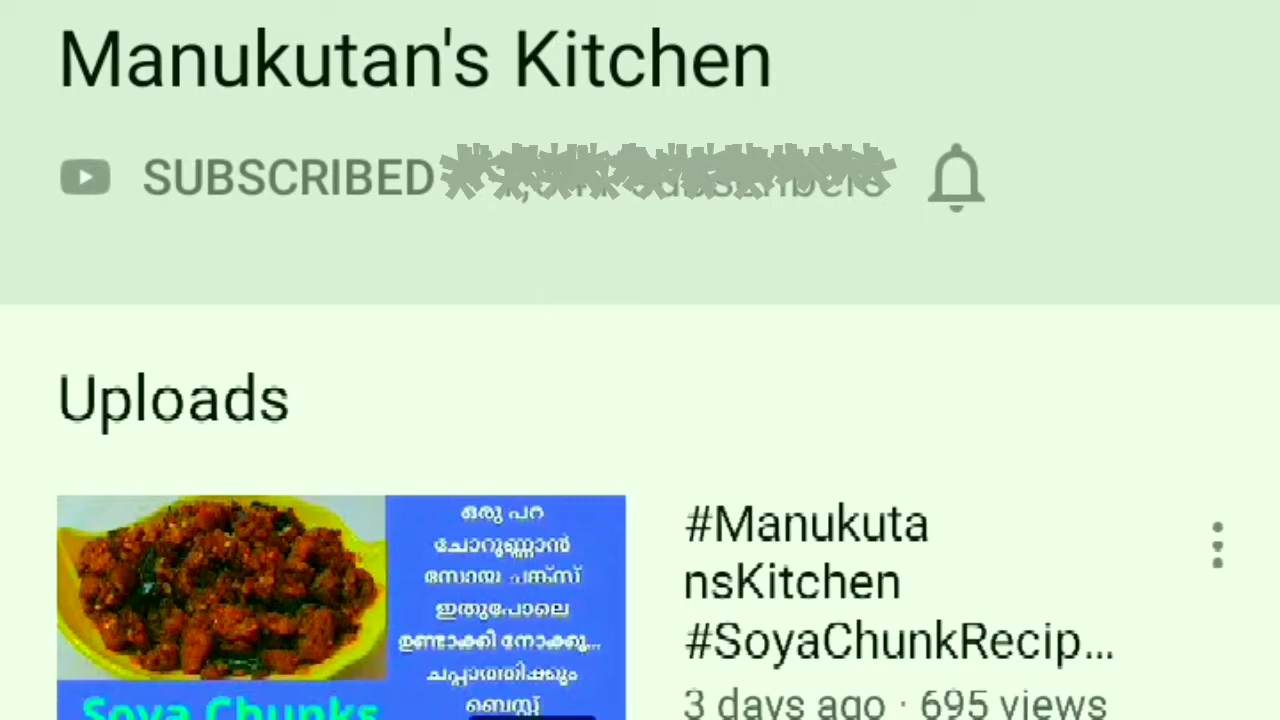 Manukutan's Kitchen
SUBSCRIBED
Uploads
ഒരു പറ
ചോറുണ്ണാൻ
സോയ ചങ്ക്സ്
ഇതുപോലെ
ഉണ്ടാക്കി നോക്കൂ...
ചപ്പാത്തിക്കും
ബെസ്റ്റ്
Soya Chunks
#Manukuta
nsKitchen
#SoyaChunkRecip...
3 days ago · 695 views